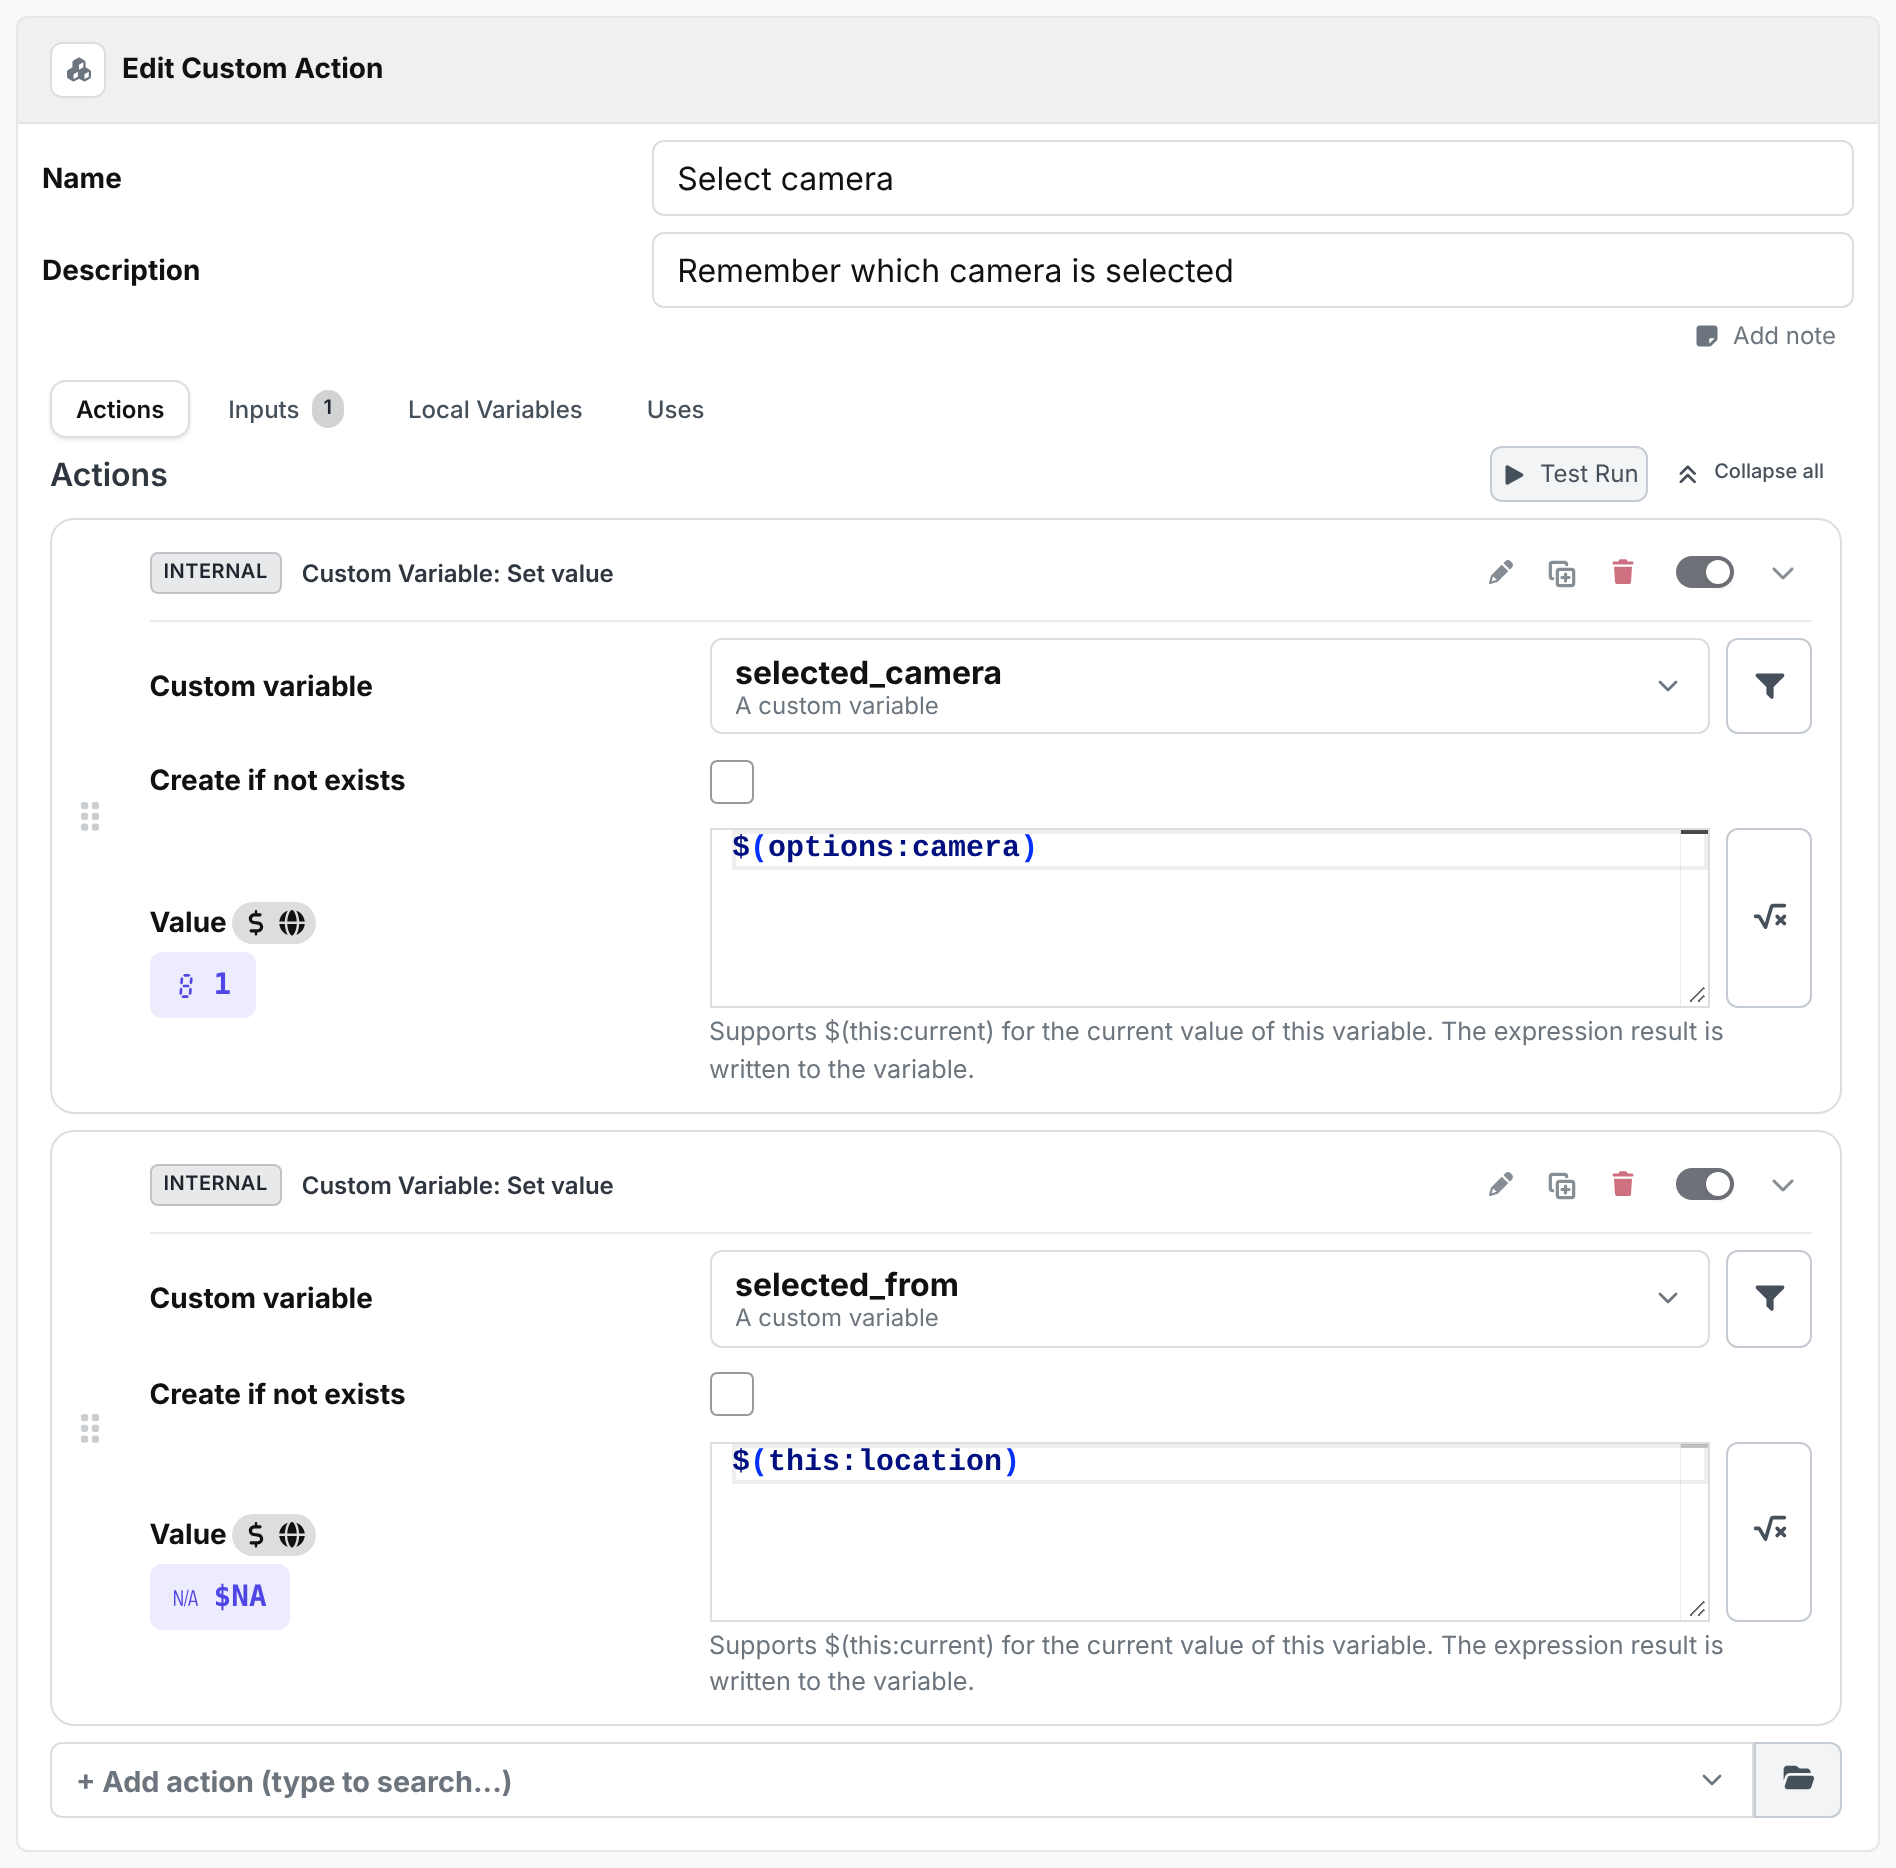 Edit Custom Action
Name
Select camera
Description
Remember which camera is selected
Add note
Actions
Inputs 1
Local Variables
Uses
Actions
Test Run
Collapse all
INTERNAL
Custom Variable: Set value
Custom variable
selected_camera
A custom variable
Create if not exists
Value $
1
$(options:camera)
Supports $(this:current) for the current value of this variable. The expression result is
written to the variable.
INTERNAL
Custom Variable: Set value
Custom variable
selected_from
A custom variable
Create if not exists
Value $
N/A $NA
$(this:location)
Supports $(this:current) for the current value of this variable. The expression result is
written to the variable.
+ Add action (type to search...)